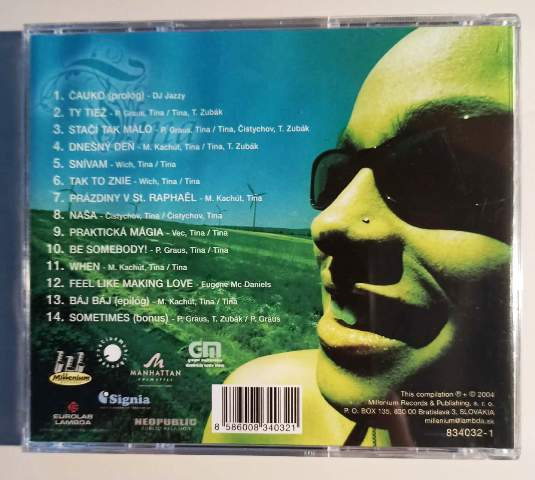 1. ČAUKO (prológ) - DJ Jazzy
2. TY TIEŽ - P. Graus, Tina / Tina, T. Zubák
3. STAČÍ TAK MÁLO - P. Graus, Tina / Tina, Čistychov, T. Zubák
4. DNEŠNÝ DEŇ - M. Kachút, Tina / Tina, T. Zubák
5. SNÍVAM - Wich, Tina / Tina
6. TAK TO ZNIE - Wich, Tina / Tina
7. PRÁZDINY V St. RAPHAËL - M. Kachút, Tina
8. NAŠA - Čistychov, Tina / Čistychov, Tina
9. PRAKTICKÁ MÁGIA - Vec, Tina / Tina
10. BE SOMEBODY! - P. Graus, Tina / Tina
11. WHEN - M. Kachút, Tina / Tina
12. FEEL LIKE MAKING LOVE - Eugene Mc Daniels
13. BÁJ BÁJ (epilóg) - M. Kachút, Tina / Tina
14. SOMETIMES (bonus) - P. Graus, T. Zubák / P. Graus
Millenium
MANHATTAN
GM
Signia
EUROLAB
LAMBDA
NEOPUBLIC
8 586008 340321
This compilation ℗ + © 2004
Millenium Records & Publishing, s. r. o.
P. O. BOX 135, 830 00 Bratislava 3, SLOVAKIA
millenium@lambda.sk
834032-1